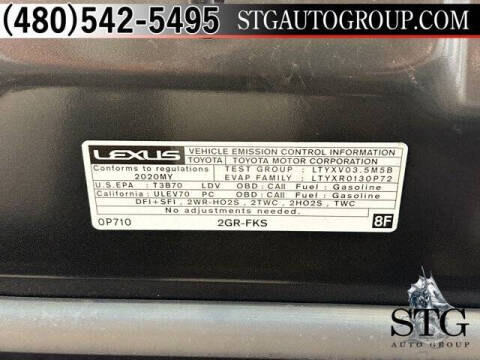 (480)542-5495 STGAUTOGROUP.COM
LEXUS VEHICLE EMISSION CONTROL INFORMATION
TOYOTA TOYOTA MOTOR CORPORATION
Conforms to regulations TEST GROUP : LTYXV03.5M5B
2020MY EVAP FAMILY : LTYXR0130P72
U.S.EPA : T3B70 LDV OBD : CAII Fuel : Gasoline
California : ULEV70 PC OBD : CAII Fuel : Gasoline
DFI+SFI , 2WR-HO2S , 2TWC , 2HO2S , TWC
No adjustments needed.
0P710 2GR-FKS 8F
STG
AUTO GROUP